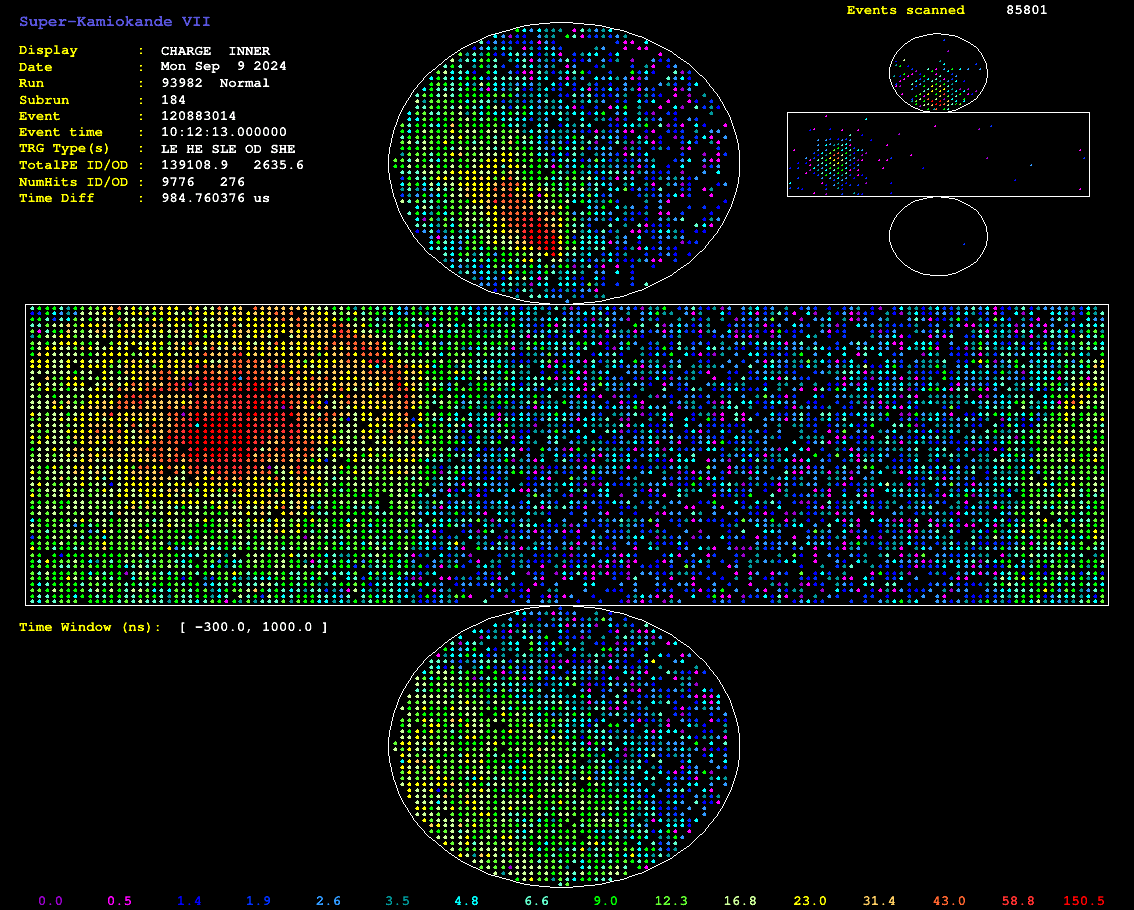 Super-Kamiokande VII
Events scanned 85801
Display : CHARGE INNER
Date : Mon Sep 9 2024
Run : 93982 Normal
Subrun : 184
Event : 120883014
Event time : 10:12:13.000000
TRG Type(s) : LE HE SLE OD SHE
TotalPE ID/OD : 139108.9 2635.6
NumHits ID/OD : 9776 276
Time Diff : 984.760376 us
Time Window (ns): [ -300.0, 1000.0 ]
0.0 0.5 1.4 1.9 2.6 3.5 4.8 6.6 9.0 12.3 16.8 23.0 31.4 43.0 58.8 150.5